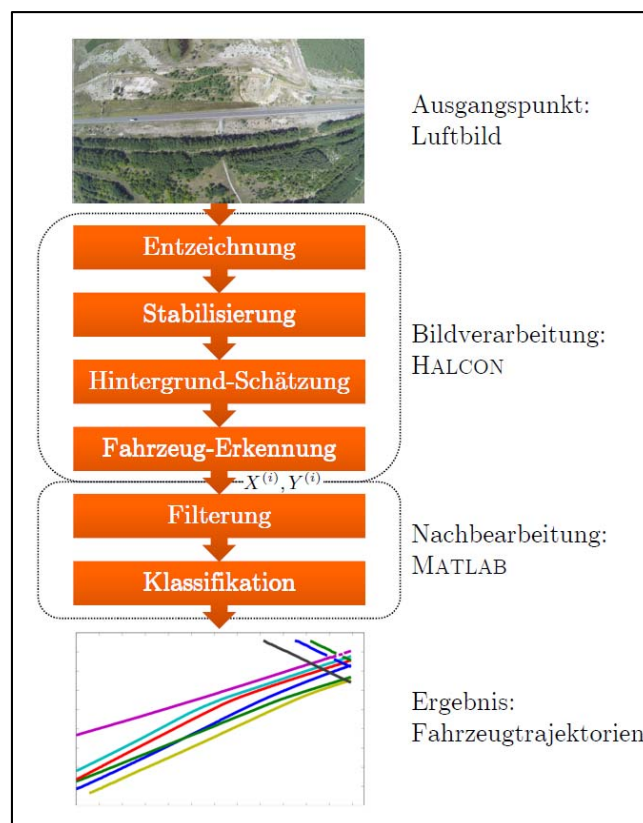 Ausgangspunkt:
Luftbild
Entzeichnung
Stabilisierung
Hintergrund-Schätzung
Fahrzeug-Erkennung
Bildverarbeitung:
HALCON
X^(i), Y^(i)
Filterung
Klassifikation
Nachbearbeitung:
MATLAB
Ergebnis:
Fahrzeugtrajektorien